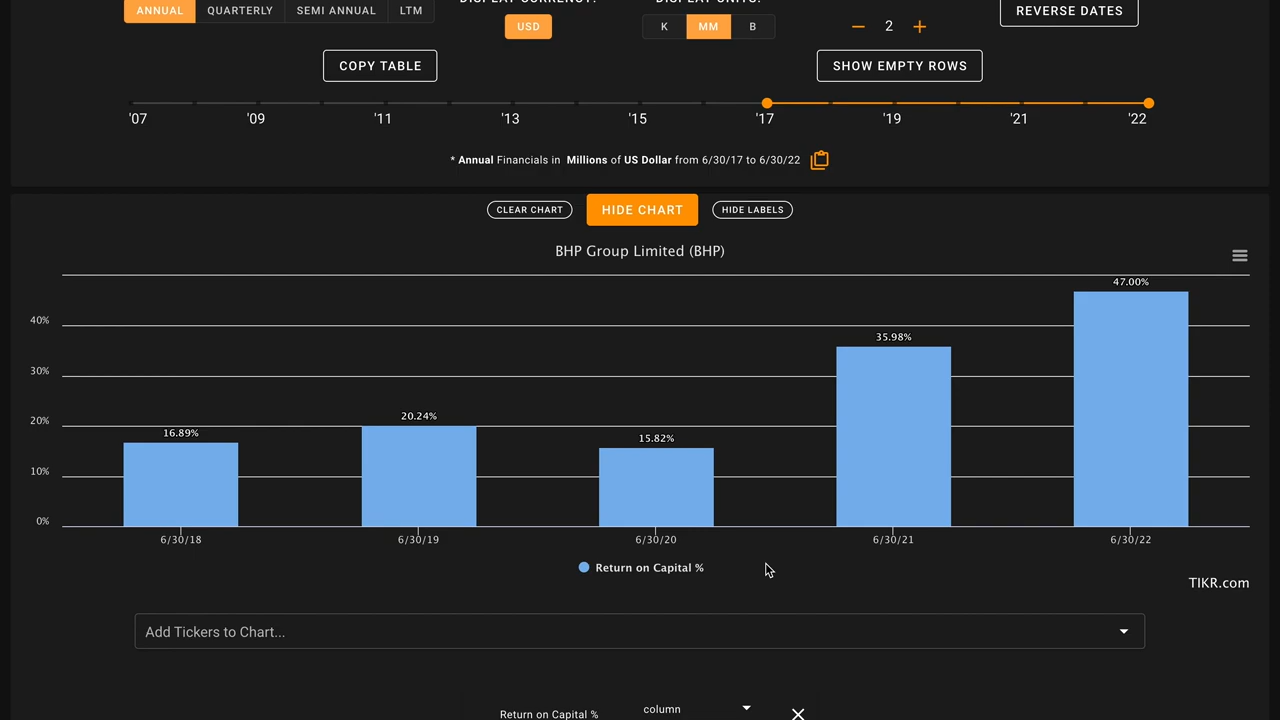 DISPLAY CURRENCY: DISPLAY UNITS:
ANNUAL QUARTERLY SEMI ANNUAL LTM USD K MM B 2 REVERSE DATES
COPY TABLE SHOW EMPTY ROWS
'07 '09 '11 '13 '15 '17 '19 '21 '22
* Annual Financials in Millions of US Dollar from 6/30/17 to 6/30/22
CLEAR CHART HIDE CHART HIDE LABELS
BHP Group Limited (BHP)
47.00%
40%
35.98%
30%
20%
20.24%
16.89%
15.82%
10%
0%
6/30/18 6/30/19 6/30/20 6/30/21 6/30/22
Return on Capital %
TIKR.com
Add Tickers to Chart...
Return on Capital % column